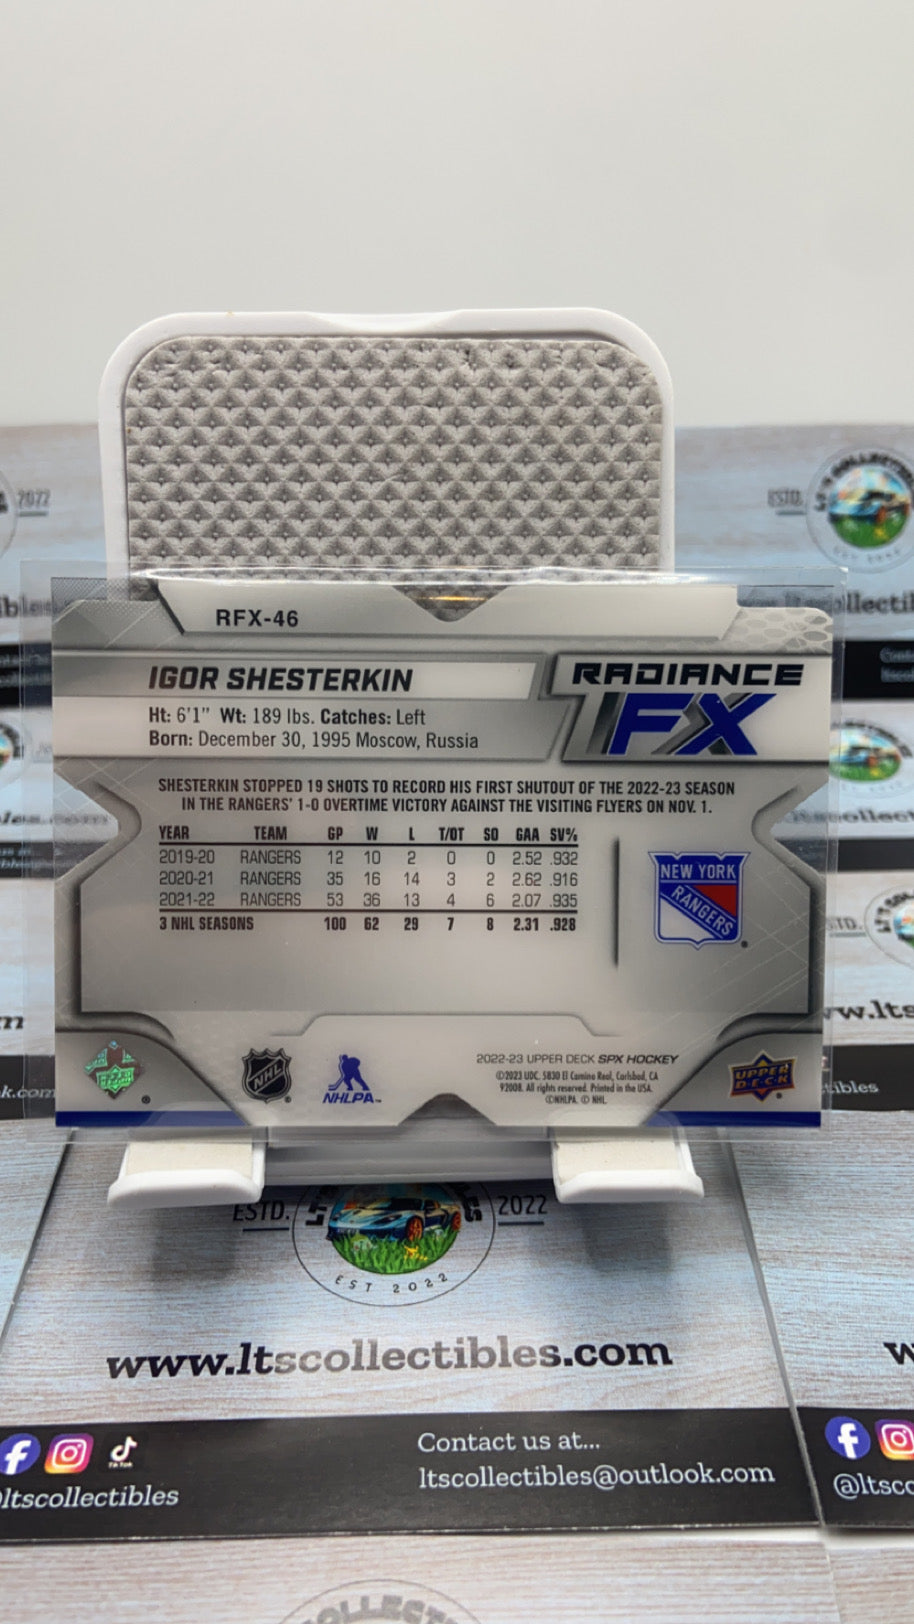 2022
ESTD.
RFX-46
IGOR SHESTERKIN
RADIANCE
FX
Ht: 6'1" Wt: 189 lbs. Catches: Left
Born: December 30, 1995 Moscow, Russia
SHESTERKIN STOPPED 19 SHOTS TO RECORD HIS FIRST SHUTOUT OF THE 2022-23 SEASON
IN THE RANGERS' 1-0 OVERTIME VICTORY AGAINST THE VISITING FLYERS ON NOV. 1.
YEAR TEAM GP W L T/OT SO GAA SV%
2019-20 RANGERS 12 10 2 0 0 2.52 .932
2020-21 RANGERS 35 16 14 3 2 2.62 .916
2021-22 RANGERS 53 36 13 4 6 2.07 .935
3 NHL SEASONS 100 62 29 7 8 2.31 .928
NEW YORK
RANGERS
NHL
NHLPA
2022-23 UPPER DECK SPX HOCKEY
©2023 UDC. 5830 El Camino Real, Carlsbad, CA
92008. All rights reserved. Printed in the USA.
©NHLPA. © NHL.
UPPER
DECK
ESTD. 2022
EST 2022
www.ltscollectibles.com
Contact us at...
ltscollectibles@outlook.com
ltscollectibles
TikTok
@ltsco